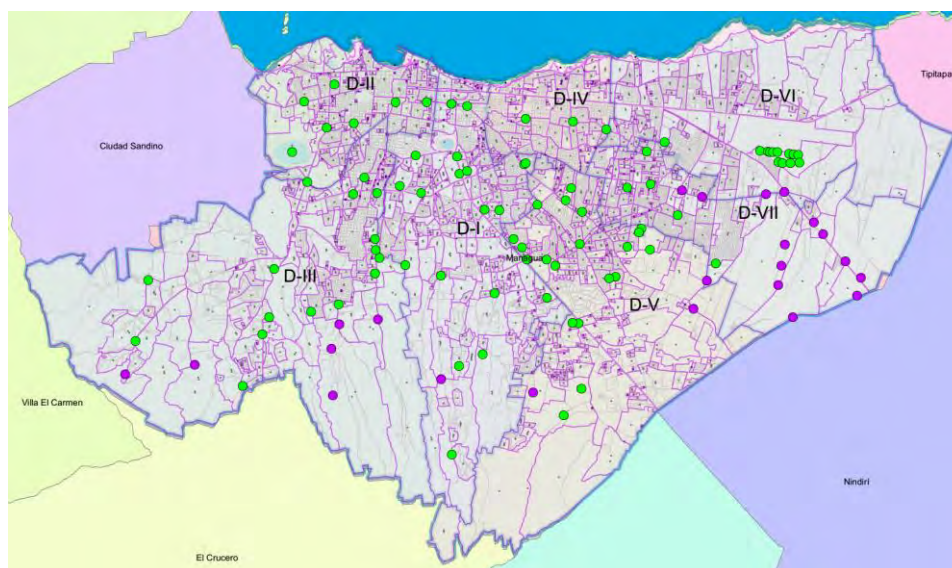 D-II
D-IV
D-VI
Tipitapa
Ciudad Sandino
D-I
D-VII
D-III
Managua
D-V
Villa El Carmen
Nindirí
El Crucero